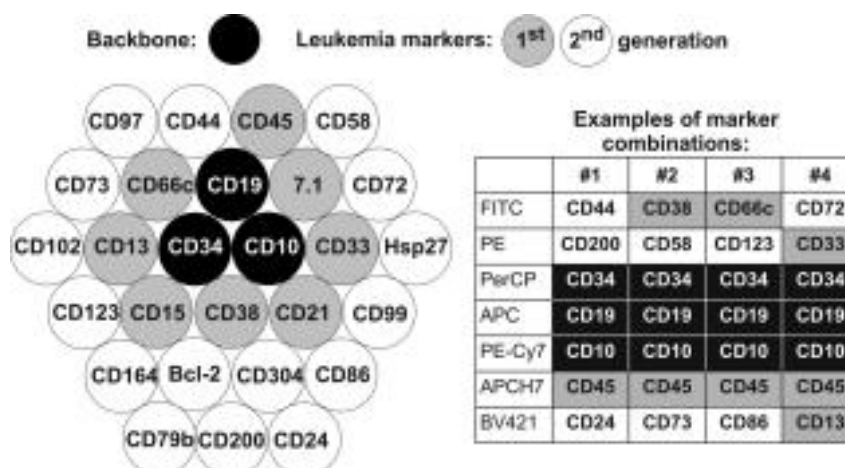 Backbone: Leukemia markers: 1st 2nd generation
CD97 CD44 CD45 CD58
CD73 CD66c CD19 7.1 CD72
CD102 CD13 CD34 CD10 CD33 Hsp27
CD123 CD15 CD38 CD21 CD99
CD164 Bcl-2 CD304 CD86
CD79b CD200 CD24
Examples of marker
combinations:
#1 #2 #3 #4
FITC CD44 CD38 CD66c CD72
PE CD200 CD58 CD123 CD33
PerCP CD34 CD34 CD34 CD34
APC CD19 CD19 CD19 CD19
PE-Cy7 CD10 CD10 CD10 CD10
APCH7 CD45 CD45 CD45 CD45
BV421 CD24 CD73 CD86 CD13